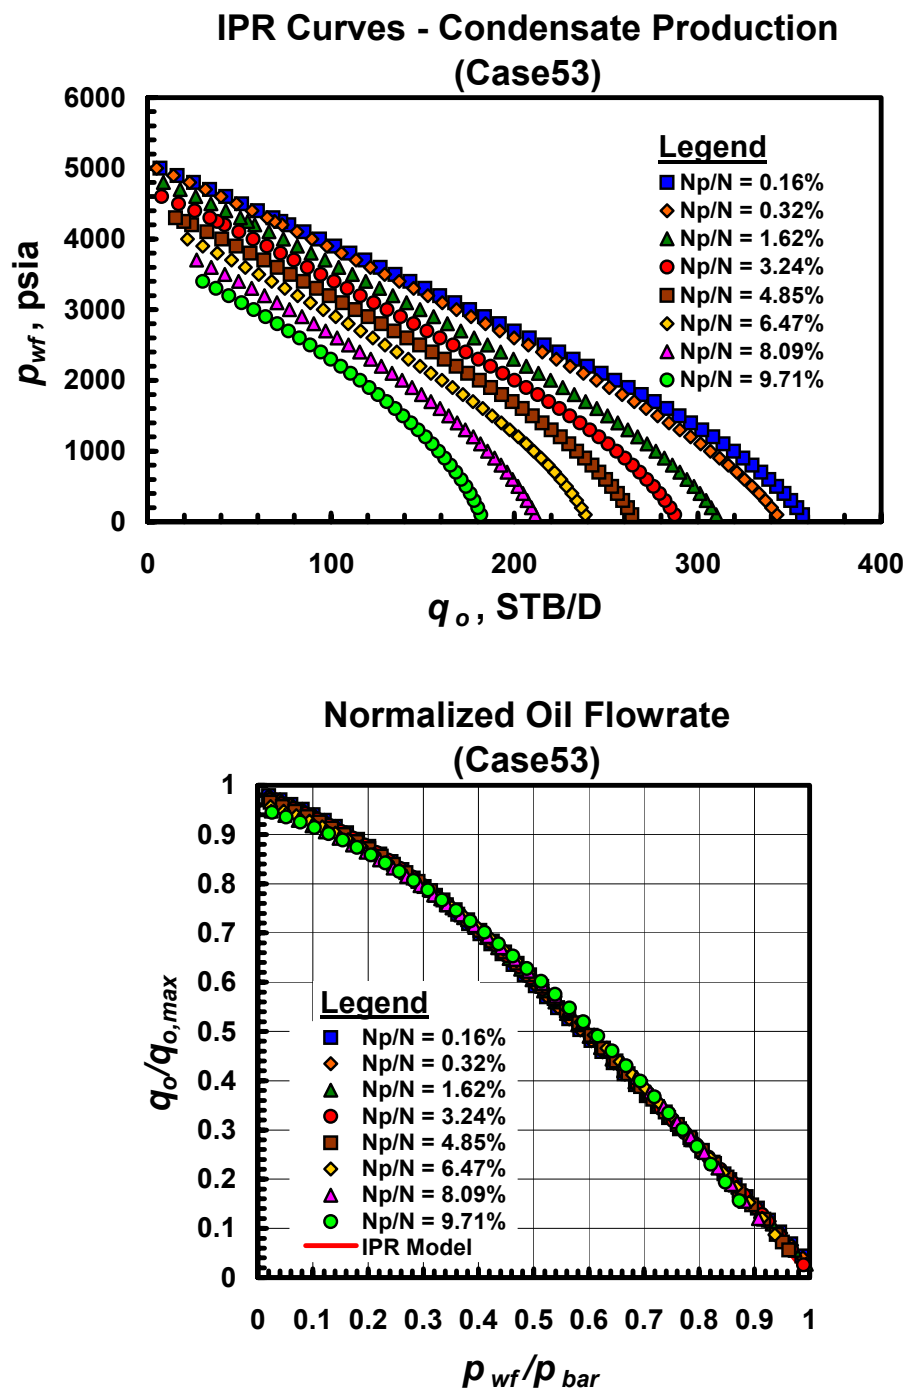 IPR Curves - Condensate Production
(Case53)
6000
5000
4000
3000
2000
1000
0
p wf , psia
Legend
Np/N = 0.16%
Np/N = 0.32%
Np/N = 1.62%
Np/N = 3.24%
Np/N = 4.85%
Np/N = 6.47%
Np/N = 8.09%
Np/N = 9.71%
0 100 200 300 400
q o , STB/D
Normalized Oil Flowrate
(Case53)
1
0.9
0.8
0.7
0.6
0.5
0.4
0.3
0.2
0.1
0
qo/qo,max
Legend
Np/N = 0.16%
Np/N = 0.32%
Np/N = 1.62%
Np/N = 3.24%
Np/N = 4.85%
Np/N = 6.47%
Np/N = 8.09%
Np/N = 9.71%
IPR Model
0 0.1 0.2 0.3 0.4 0.5 0.6 0.7 0.8 0.9 1
p wf /p bar